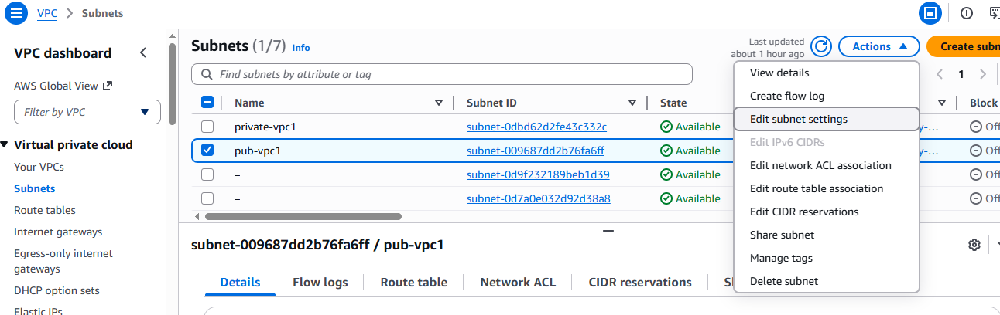 VPC > Subnets
VPC dashboard
AWS Global View
Filter by VPC
Virtual private cloud
Your VPCs
Subnets
Route tables
Internet gateways
Egress-only internet
gateways
DHCP option sets
Elastic IPs
Subnets (1/7) Info
Last updated
about 1 hour ago
Actions
Create subn
Find subnets by attribute or tag
1
Name Subnet ID State Block
private-vpc1 subnet-0dbd62d2fe43c332c Available y-... Off
pub-vpc1 subnet-009687dd2b76fa6ff Available y-... Off
– subnet-0d9f232189beb1d39 Available Off
– subnet-0d7a0e032d92d38a8 Available Off
View details
Create flow log
Edit subnet settings
Edit IPv6 CIDRs
Edit network ACL association
Edit route table association
Edit CIDR reservations
Share subnet
Manage tags
Delete subnet
subnet-009687dd2b76fa6ff / pub-vpc1
Details Flow logs Route table Network ACL CIDR reservations